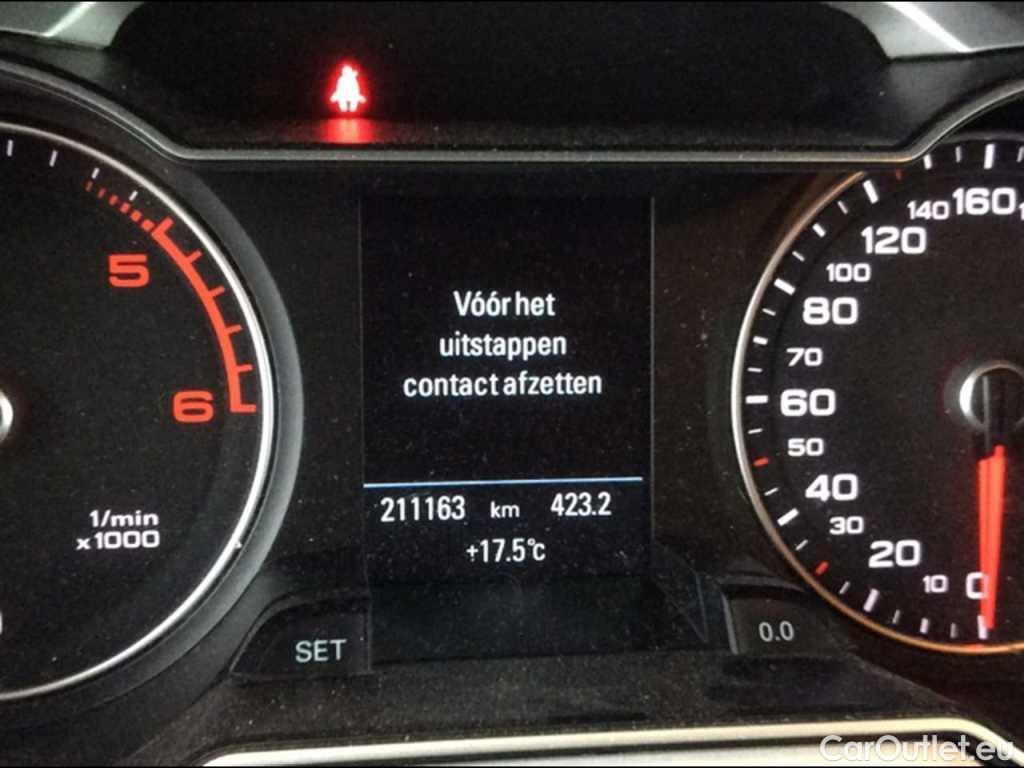 Vóór het
uitstappen
contact afzetten
211163 km 423.2
+17.5°c
5
6
1/min
x1000
SET
0.0
160
140
120
100
80
70
60
50
40
30
20
10
0
CarOutlet.eu